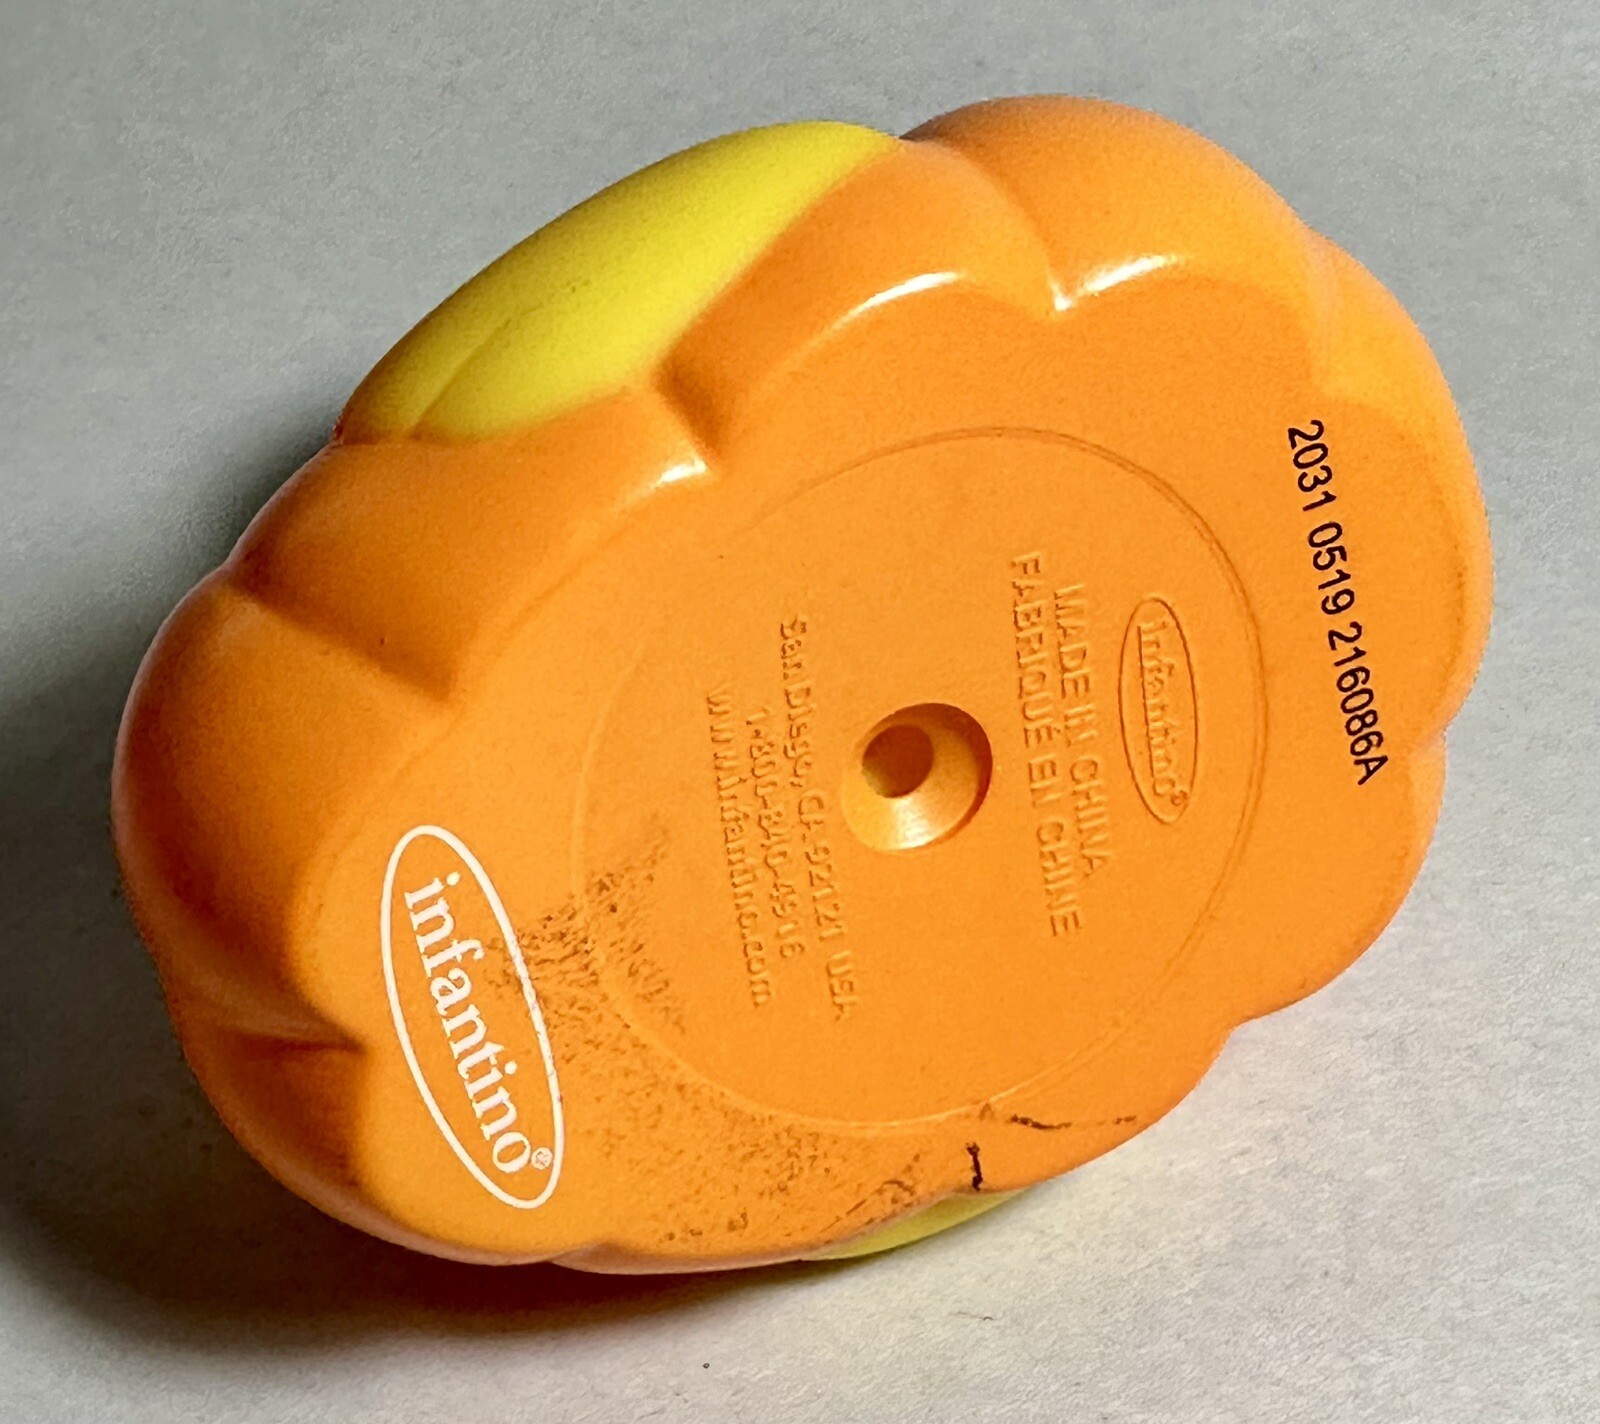 infantino®
MADE IN CHINA
FABRIQUÉ EN CHINE
San Diego, CA 92121 USA
1-800-840-4916
www.infantino.com
2031 0519 216086A
infantino®